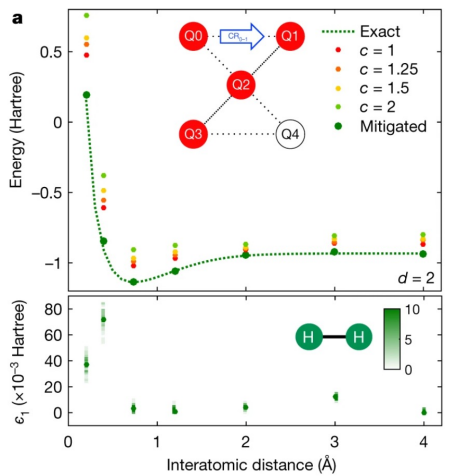 a
Exact
c = 1
c = 1.25
c = 1.5
c = 2
Mitigated
Q0
CR0–1
Q1
Q2
Q3
Q4
Energy (Hartree)
0.5
0
−0.5
−1
d = 2
ϵ1 (×10−3 Hartree)
80
60
40
20
0
H H
10
5
0
0 1 2 3 4
Interatomic distance (Å)